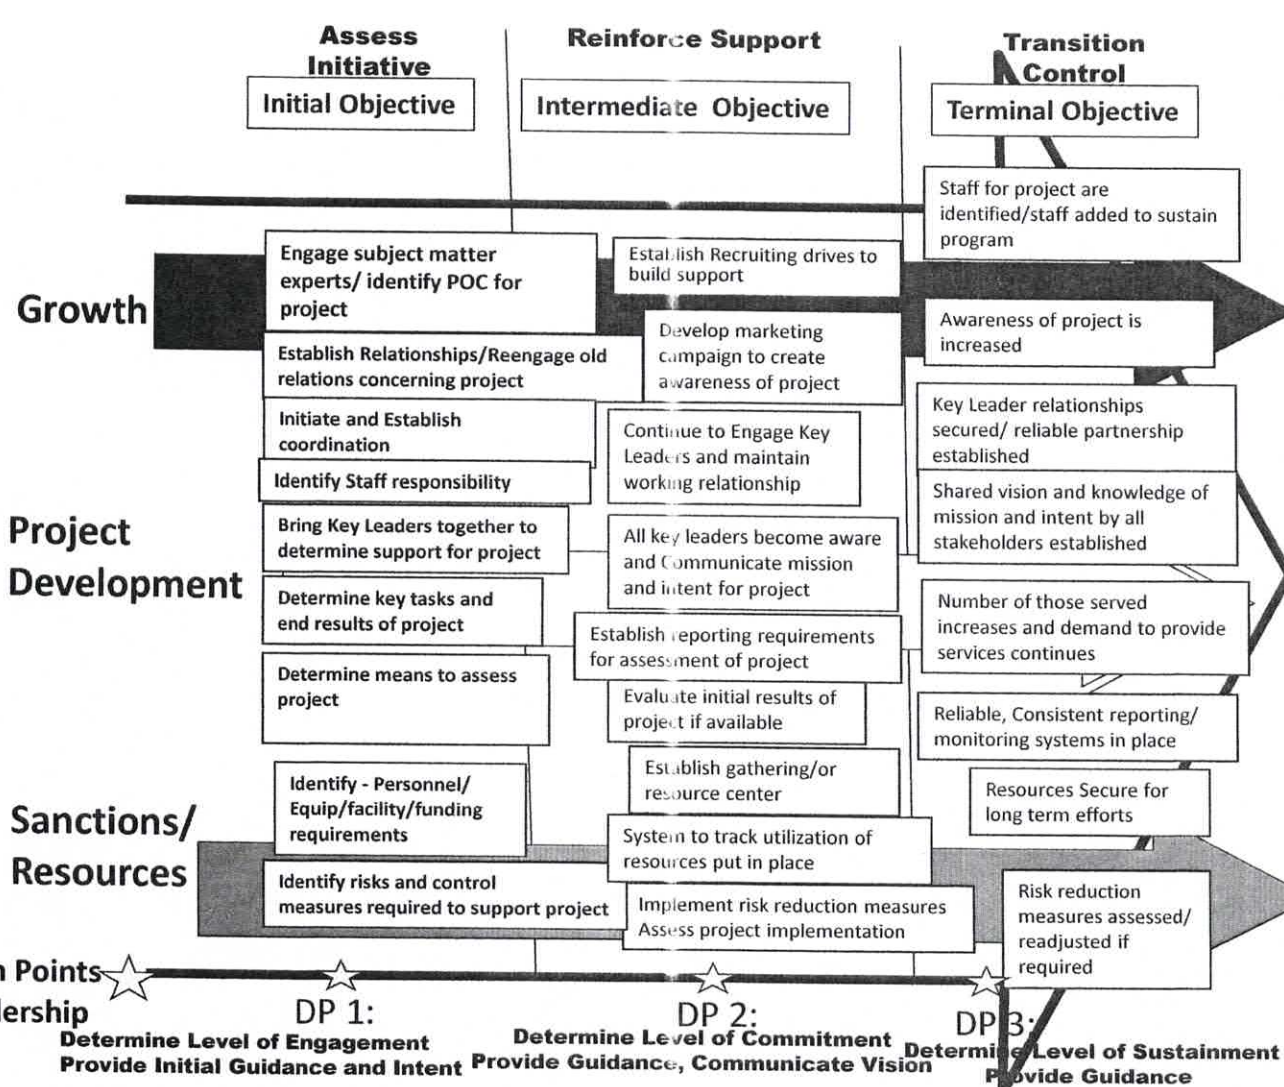 Assess
Initiative
Reinforce Support
Transition
Control
Initial Objective
Intermediate Objective
Terminal Objective
Growth
Engage subject matter
experts/ identify POC for
project
Establish Relationships/Reengage old
relations concerning project
Initiate and Establish
coordination
Identify Staff responsibility
Establish Recruiting drives to
build support
Develop marketing
campaign to create
awareness of project
Continue to Engage Key
Leaders and maintain
working relationship
Staff for project are
identified/staff added to sustain
program
Awareness of project is
increased
Key Leader relationships
secured/ reliable partnership
established
Project
Development
Bring Key Leaders together to
determine support for project
Determine key tasks and
end results of project
Determine means to assess
project
All key leaders become aware
and Communicate mission
and intent for project
Establish reporting requirements
for assessment of project
Evaluate initial results of
project if available
Shared vision and knowledge of
mission and intent by all
stakeholders established
Number of those served
increases and demand to provide
services continues
Reliable, Consistent reporting/
monitoring systems in place
Sanctions/
Resources
Identify - Personnel/
Equip/facility/funding
requirements
Identify risks and control
measures required to support project
Establish gathering/or
resource center
System to track utilization of
resources put in place
Implement risk reduction measures
Assess project implementation
Resources Secure for
long term efforts
Risk reduction
measures assessed/
readjusted if
required
Points
DP 1:
Determine Level of Engagement
Provide Initial Guidance and Intent
DP 2:
Determine Level of Commitment
Provide Guidance, Communicate Vision
DP 3:
Determine Level of Sustainment
Provide Guidance